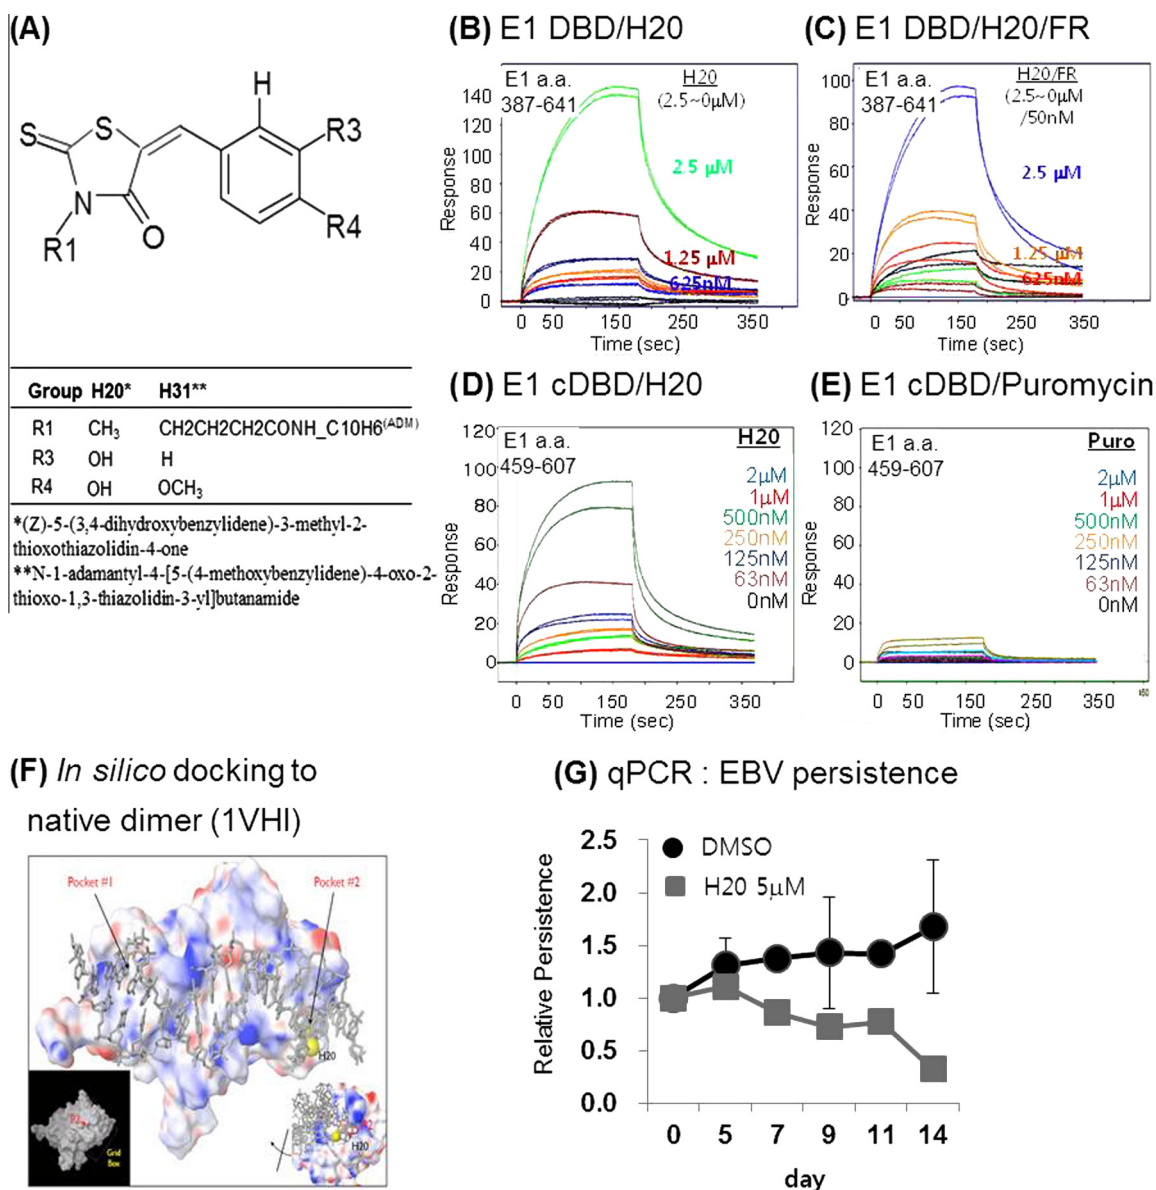 (A)
H
S
S
R3
N
R4
R1
O
Group H20* H31**
R1 CH3 CH2CH2CH2CONH_C10H6(ADM)
R3 OH H
R4 OH OCH3
*(Z)-5-(3,4-dihydroxybenzylidene)-3-methyl-2-
thioxothiazolidin-4-one
**N-1-adamantyl-4-[5-(4-methoxybenzylidene)-4-oxo-2-
thioxo-1,3-thiazolidin-3-yl]butanamide
(B) E1 DBD/H20
E1 a.a.
387-641
H20
(2.5~0μM)
2.5 μM
1.25 μM
625nM
Response
140
100
80
60
40
20
0
0 50 150 250 350
Time (sec)
(C) E1 DBD/H20/FR
E1 a.a.
387-641
H20/FR
(2.5~0μM
/50nM
2.5 μM
1.25 μM
625nM
Response
100
80
60
40
20
0
0 50 150 250 350
Time (sec)
(D) E1 cDBD/H20
E1 a.a.
459-607
H20
2μM
1μM
500nM
250nM
125nM
63nM
0nM
Response
120
100
80
60
40
20
0
0 50 150 250 350
Time (sec)
(E) E1 cDBD/Puromycin
E1 a.a.
459-607
Puro
2μM
1μM
500nM
250nM
125nM
63nM
0nM
Response
120
100
80
60
40
20
0
0 50 150 250 350
Time (sec)
(F) In silico docking to
native dimer (1VHI)
Pocket #1
Pocket #2
H20
Grid
Box
H20
(G) qPCR : EBV persistence
DMSO
H20 5μM
Relative Persistence
2.5
2.0
1.5
1.0
0.5
0.0
0 5 7 9 11 14
day